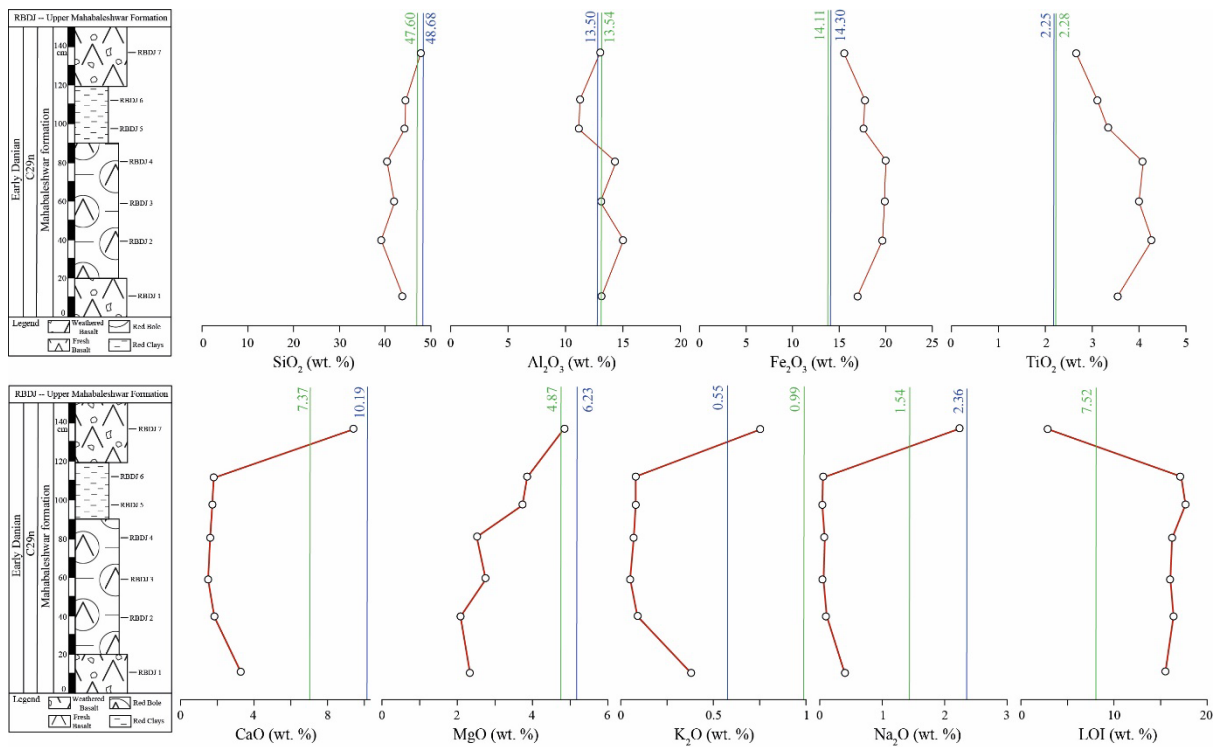 RBDJ -- Upper Mahabaleshwar Formation
Early Danian
C29n
Mahabaleshwar formation
140
cm
120
100
80
60
40
20
0
RBDJ 7
RBDJ 6
RBDJ 5
RBDJ 4
RBDJ 3
RBDJ 2
RBDJ 1
Legend
Weathered
Basalt
Red Bole
Fresh
Basalt
Red Clays
47.60
48.68
0 10 20 30 40 50
SiO₂ (wt. %)
13.50
13.54
0 5 10 15 20
Al₂O₃ (wt. %)
14.11
14.30
0 5 10 15 20 25
Fe₂O₃ (wt. %)
2.25
2.28
0 1 2 3 4 5
TiO₂ (wt. %)
RBDJ -- Upper Mahabaleshwar Formation
Early Danian
C29n
Mahabaleshwar formation
140
cm
120
100
80
60
40
20
0
RBDJ 7
RBDJ 6
RBDJ 5
RBDJ 4
RBDJ 3
RBDJ 2
RBDJ 1
Legend
Weathered
Basalt
Red Bole
Fresh
Basalt
Red Clays
7.37
10.19
0 4 8
CaO (wt. %)
4.87
6.23
0 2 4 6
MgO (wt. %)
0.55
0.99
0 0.5 1
K₂O (wt. %)
1.54
2.36
0 1 2 3
Na₂O (wt. %)
7.52
0 10 20
LOI (wt. %)